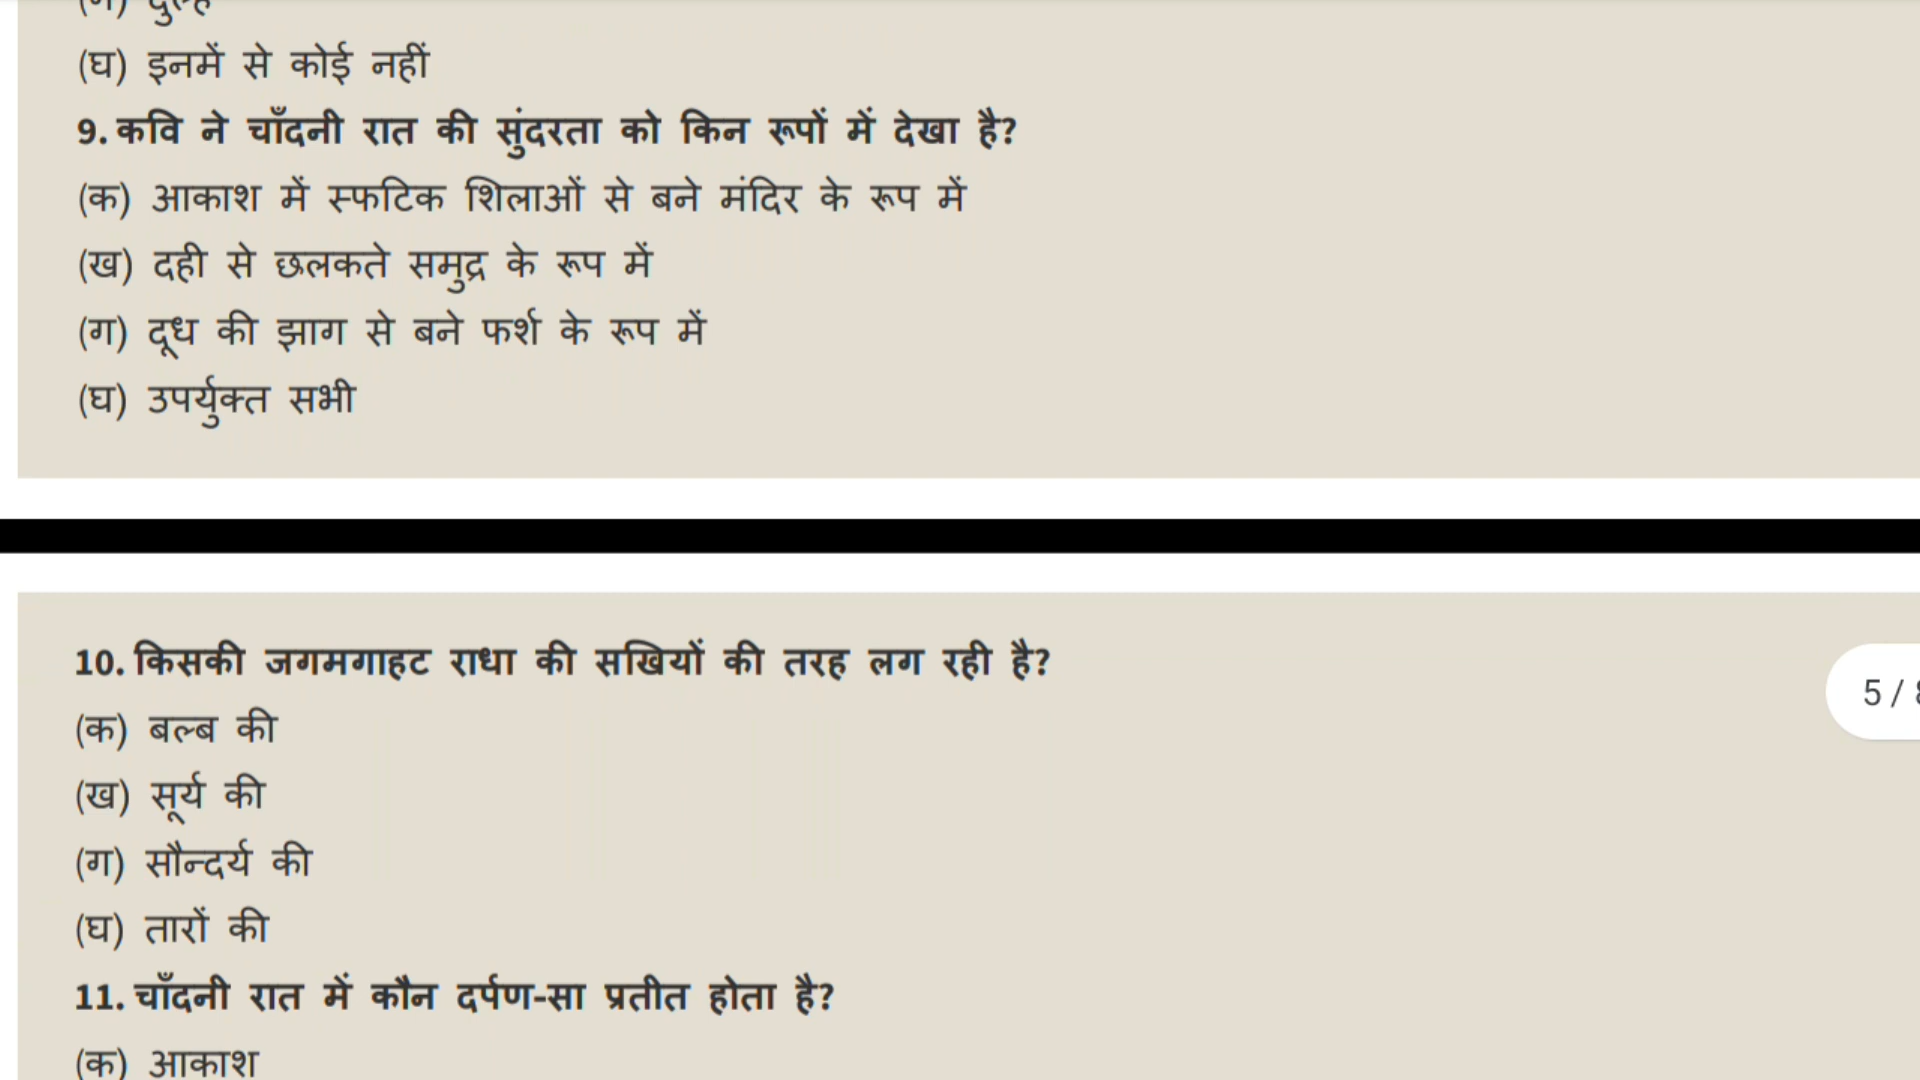 (घ) इनमें से कोई नहीं
9. कवि ने चाँदनी रात की सुंदरता को किन रूपों में देखा है?
(क) आकाश में स्फटिक शिलाओं से बने मंदिर के रूप में
(ख) दही से छलकते समुद्र के रूप में
(ग) दूध की झाग से बने फर्श के रूप में
(घ) उपर्युक्त सभी
10. किसकी जगमगाहट राधा की सखियों की तरह लग रही है?
(क) बल्ब की
(ख) सूर्य की
(ग) सौन्दर्य की
(घ) तारों की
11. चाँदनी रात में कौन दर्पण-सा प्रतीत होता है?
(क) आकाश
5 /